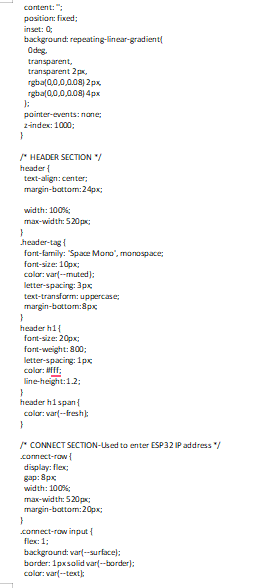 content: '';
position: fixed;
inset: 0;
background: repeating-linear-gradient(
0deg,
transparent,
transparent 2px,
rgba(0,0,0,0.08) 2px,
rgba(0,0,0,0.08) 4px
);
pointer-events: none;
z-index: 1000;
}
/* HEADER SECTION */
header {
text-align: center;
margin-bottom: 24px;
width: 100%;
max-width: 520px;
}
.header-tag {
font-family: 'Space Mono', monospace;
font-size: 10px;
color: var(--muted);
letter-spacing: 3px;
text-transform: uppercase;
margin-bottom: 8px;
}
header h1 {
font-size: 20px;
font-weight: 800;
letter-spacing: 1px;
color: #fff;
line-height: 1.2;
}
header h1 span {
color: var(--fresh);
}
/* CONNECT SECTION-Used to enter ESP32 IP address */
.connect-row {
display: flex;
gap: 8px;
width: 100%;
max-width: 520px;
margin-bottom: 20px;
}
.connect-row input {
flex: 1;
background: var(--surface);
border: 1px solid var(--border);
color: var(--text);